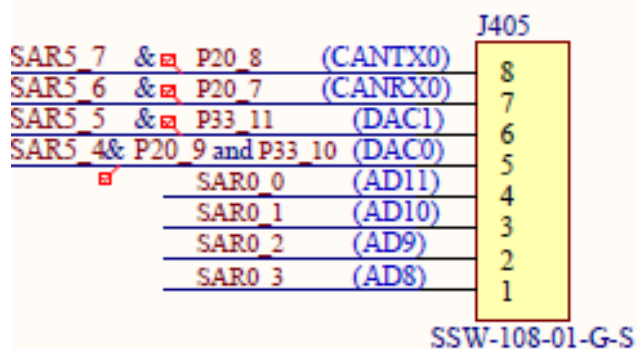 J405
SAR5_7 & P20_8 (CANTX0) 8
SAR5_6 & P20_7 (CANRX0) 7
SAR5_5 & P33_11 (DAC1) 6
SAR5_4& P20_9 and P33_10 (DAC0) 5
SAR0_0 (AD11) 4
SAR0_1 (AD10) 3
SAR0_2 (AD9) 2
SAR0_3 (AD8) 1
SSW-108-01-G-S